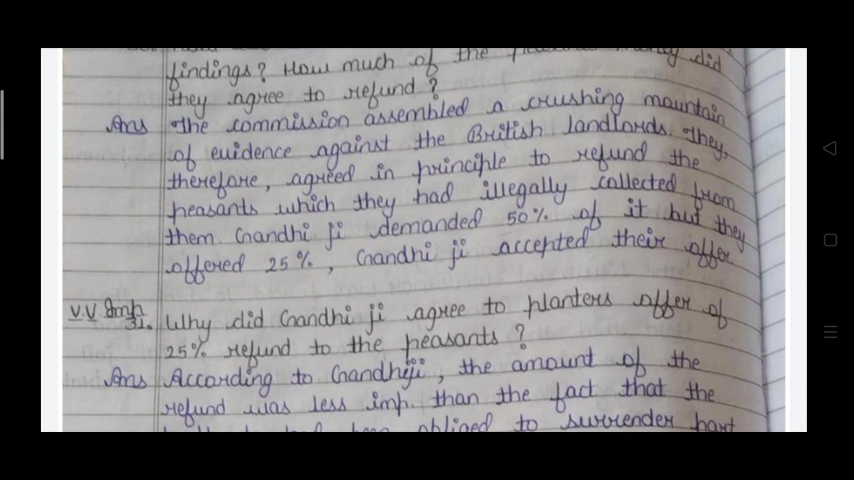 findings? How much of the did
they agree to refund?
Ans The commission assembled a crushing mountain
of evidence against the British landlords. They,
therefore, agreed in principle to refund the
peasants which they had illegally collected from
them. Gandhi ji demanded 50% of it but they
offered 25%, Gandhi ji accepted their offer.
V.V Imp
31. Why did Gandhi ji agree to planters offer of
25% refund to the peasants?
Ans According to Gandhiji, the amount of the
refund was less imp. than the fact that the
been obliged to surrender part